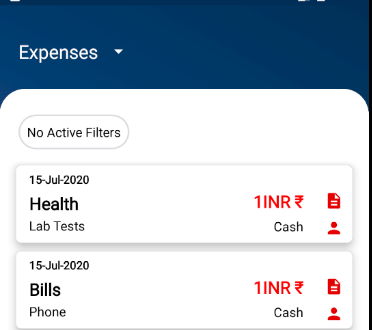 Expenses
No Active Filters
15-Jul-2020
Health 1INR ₹
Lab Tests Cash
15-Jul-2020
Bills 1INR ₹
Phone Cash